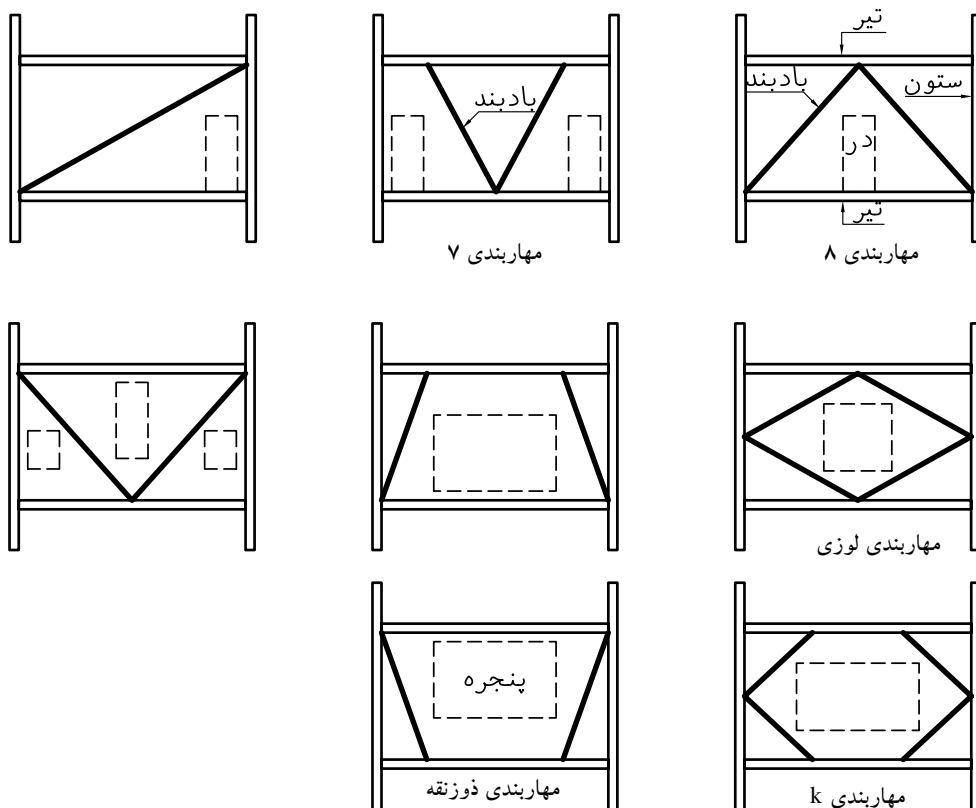 تیر
بادبند
ستون
در
تیر
مهاربندی ۸
بادبند
مهاربندی ۷
مهاربندی لوزی
پنجره
مهاربندی ذوزنقه
مهاربندی k